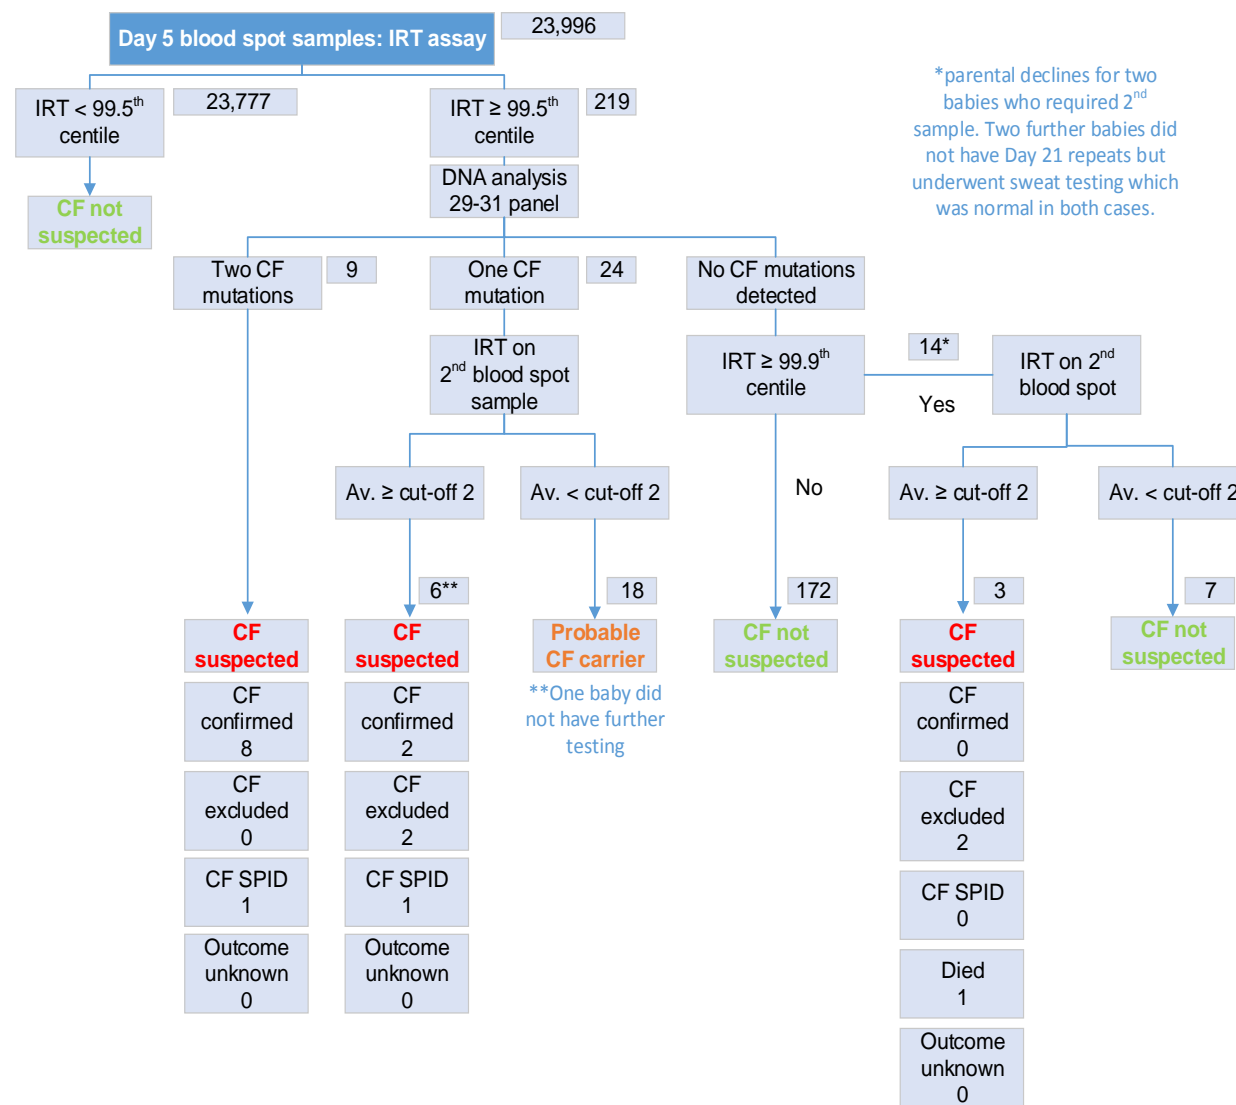 Day 5 blood spot samples: IRT assay
23,996
IRT < 99.5th
centile
23,777
IRT ≥ 99.5th
centile
219
*parental declines for two
babies who required 2nd
sample. Two further babies did
not have Day 21 repeats but
underwent sweat testing which
was normal in both cases.
CF not
suspected
DNA analysis
29-31 panel
Two CF
mutations
9
One CF
mutation
24
No CF mutations
detected
IRT on
2nd blood spot
sample
IRT ≥ 99.9th
centile
14*
Yes
IRT on 2nd
blood spot
Av. ≥ cut-off 2
Av. < cut-off 2
No
Av. ≥ cut-off 2
Av. < cut-off 2
6**
18
172
3
7
CF
suspected
CF
suspected
Probable
CF carrier
CF not
suspected
CF
suspected
CF not
suspected
**One baby did
not have further
testing
CF
confirmed
8
CF
excluded
0
CF SPID
1
Outcome
unknown
0
CF
confirmed
2
CF
excluded
2
CF SPID
1
Outcome
unknown
0
CF
confirmed
0
CF
excluded
2
CF SPID
0
Died
1
Outcome
unknown
0